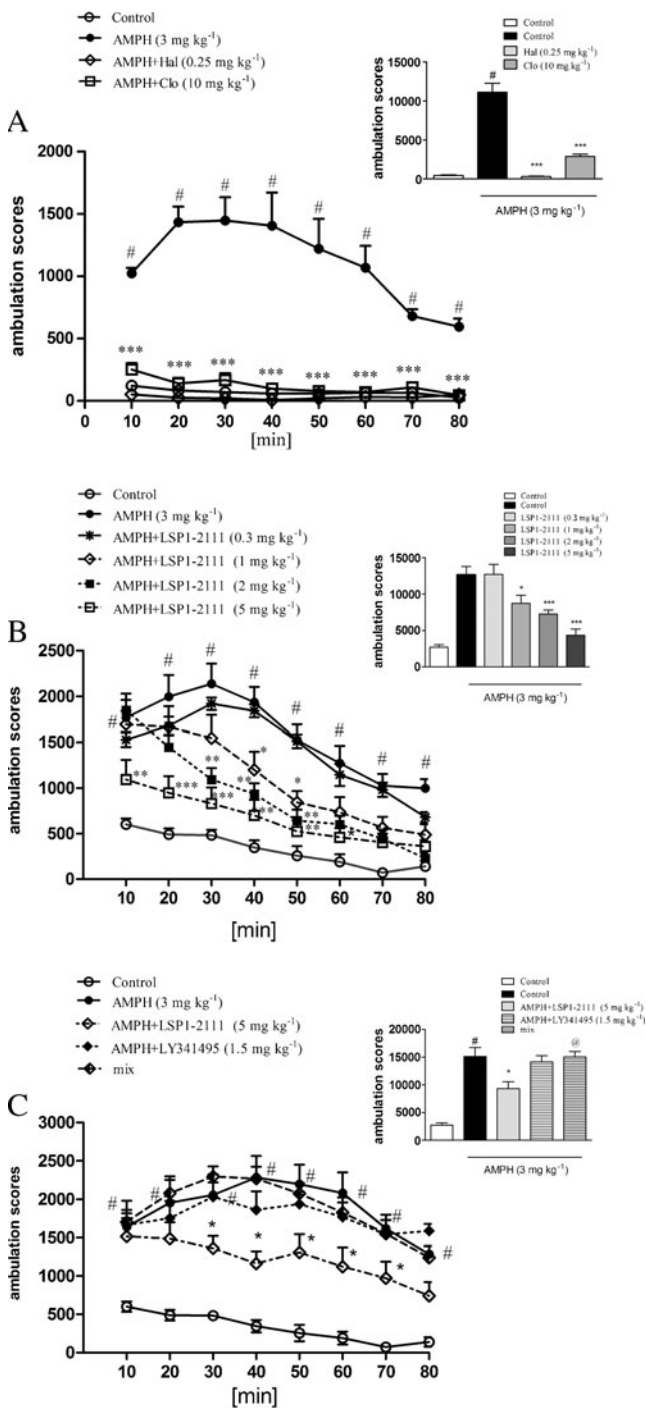 Control
AMPH (3 mg kg⁻¹)
AMPH+Hal (0.25 mg kg⁻¹)
AMPH+Clo (10 mg kg⁻¹)
Control
Control
Hal (0.25 mg kg⁻¹)
Clo (10 mg kg⁻¹)
ambulation scores
15000
10000
5000
0
#
***
***
AMPH (3 mg kg⁻¹)
A
ambulation scores
2000
1500
1000
500
0
# # # # # # # #
*** *** *** *** *** *** *** ***
0 10 20 30 40 50 60 70 80
[min]
Control
AMPH (3 mg kg⁻¹)
AMPH+LSP1-2111 (0.3 mg kg⁻¹)
AMPH+LSP1-2111 (1 mg kg⁻¹)
AMPH+LSP1-2111 (2 mg kg⁻¹)
AMPH+LSP1-2111 (5 mg kg⁻¹)
Control
Control
LSP1-2111 (0.3 mg kg⁻¹)
LSP1-2111 (1 mg kg⁻¹)
LSP1-2111 (2 mg kg⁻¹)
LSP1-2111 (5 mg kg⁻¹)
ambulation scores
15000
10000
5000
0
* *** ***
AMPH (3 mg kg⁻¹)
B
ambulation scores
2500
2000
1500
1000
500
0
# # # # # # # #
* *
** ** **
** *** *** ** ** *
10 20 30 40 50 60 70 80
[min]
Control
AMPH (3 mg kg⁻¹)
AMPH+LSP1-2111 (5 mg kg⁻¹)
AMPH+LY341495 (1.5 mg kg⁻¹)
mix
Control
Control
AMPH+LSP1-2111 (5 mg kg⁻¹)
AMPH+LY341495 (1.5 mg kg⁻¹)
mix
ambulation scores
20000
15000
10000
5000
0
# * @
AMPH (3 mg kg⁻¹)
C
ambulation scores
3000
2500
2000
1500
1000
500
0
# # # # # # # #
* * * * *
10 20 30 40 50 60 70 80
[min]